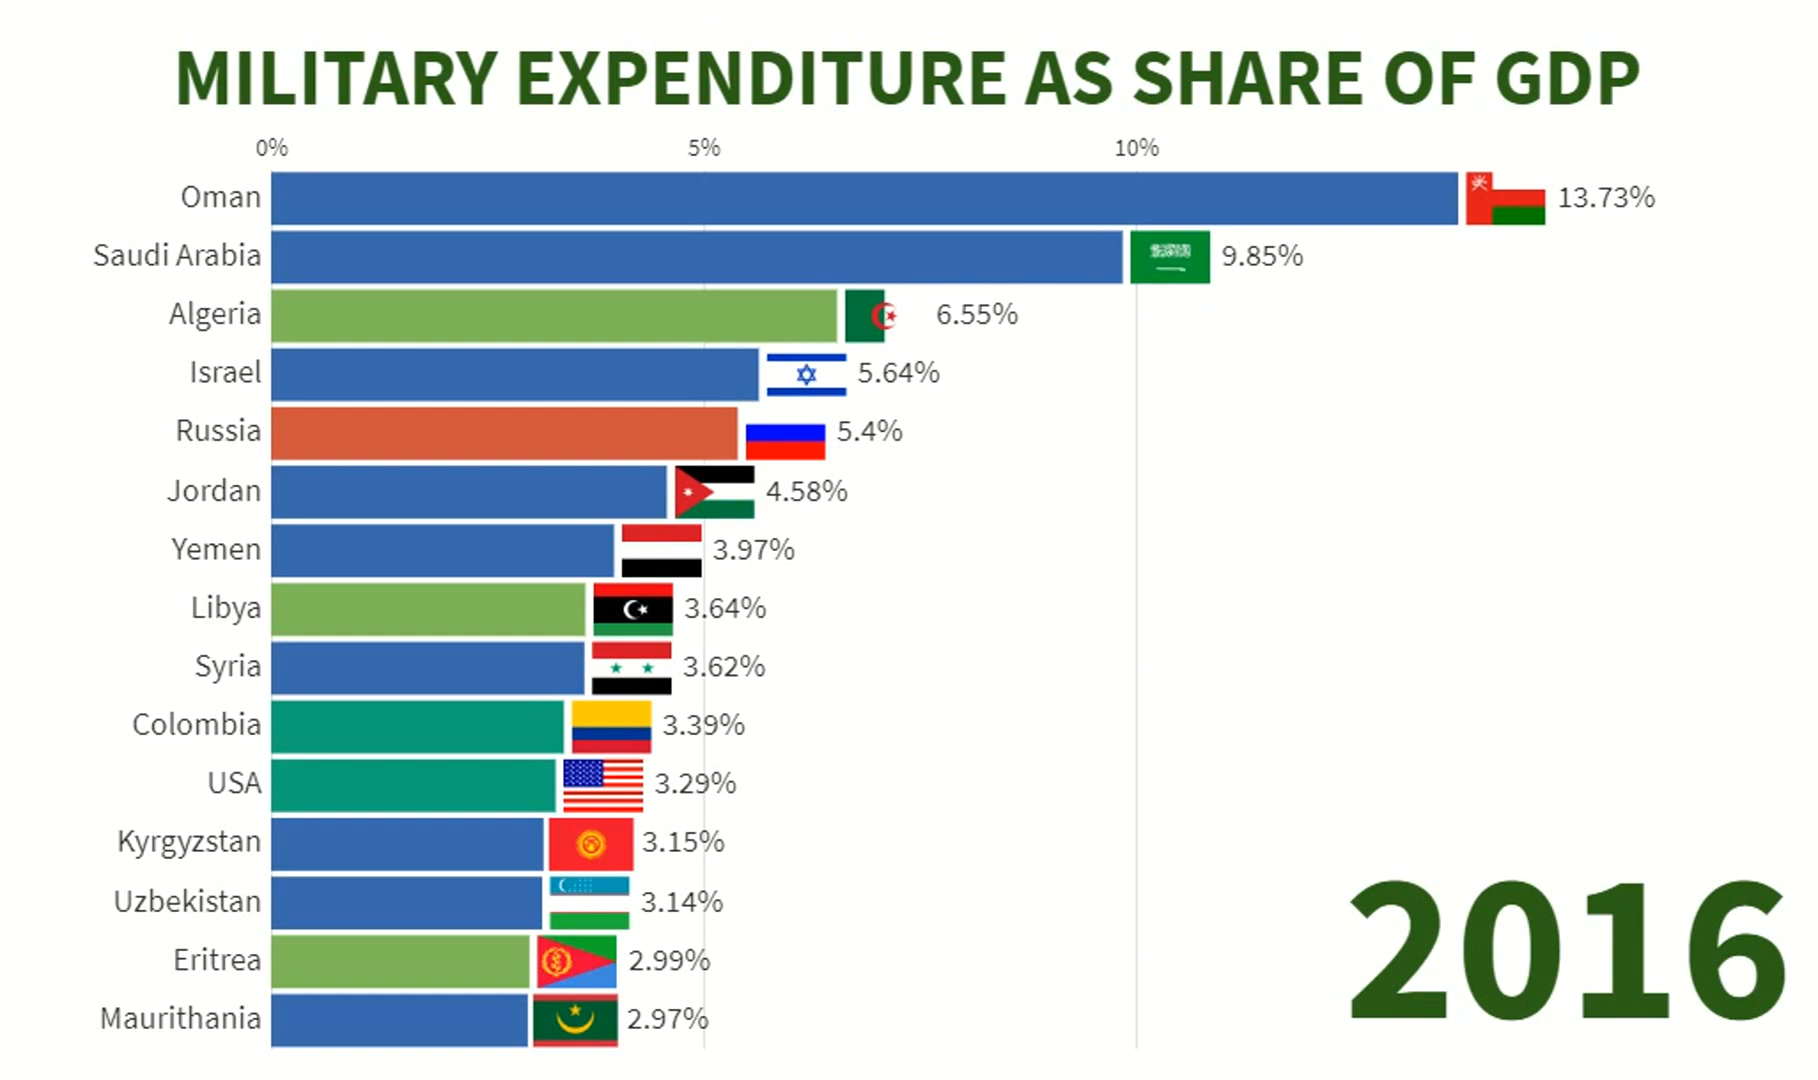 MILITARY EXPENDITURE AS SHARE OF GDP
0% 5% 10%
Oman 13.73%
Saudi Arabia 9.85%
Algeria 6.55%
Israel 5.64%
Russia 5.4%
Jordan 4.58%
Yemen 3.97%
Libya 3.64%
Syria 3.62%
Colombia 3.39%
USA 3.29%
Kyrgyzstan 3.15%
Uzbekistan 3.14%
Eritrea 2.99%
Maurithania 2.97%
2016